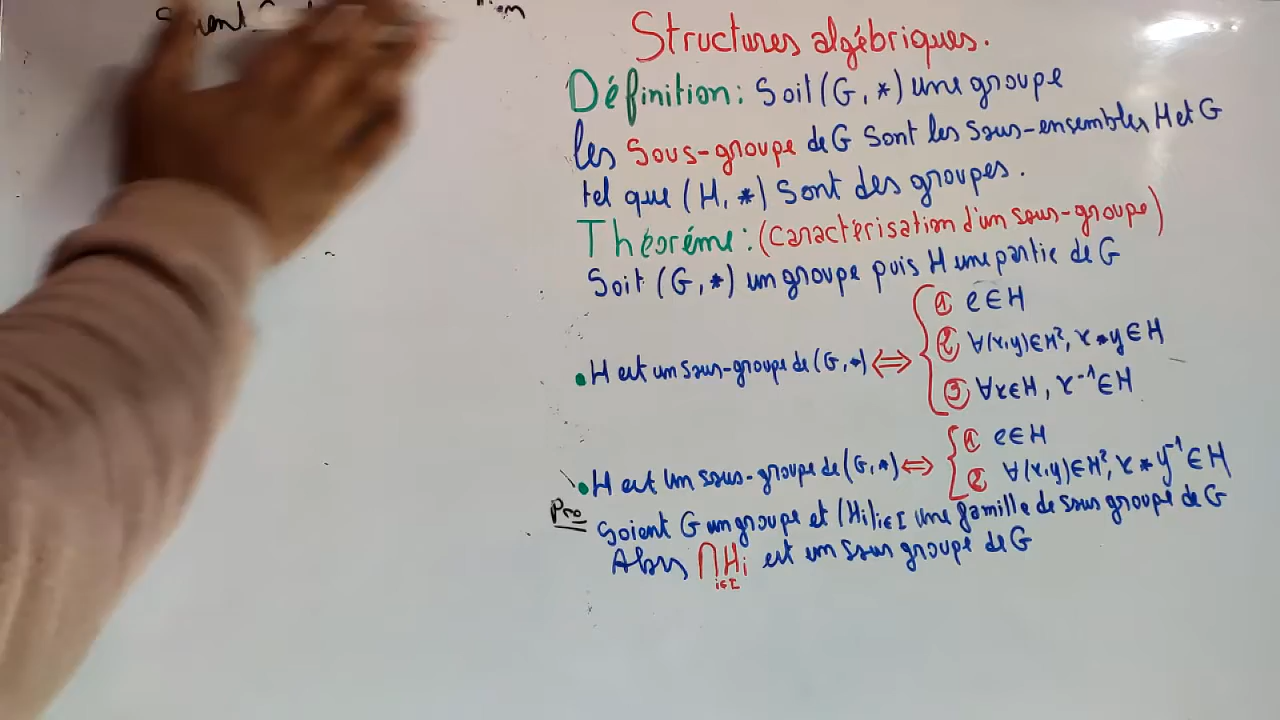 Structures algébriques.
Définition: Soit (G, *) une groupe
les Sous-groupe de G sont les sous-ensembles H et G
tel que (H, *) sont des groupes.
Théoréme: (caractérisation d'un sous-groupe)
Soit (G, *) un groupe puis H une partie de G
① e ∈ H
② ∀(x,y)∈H², x * y ∈ H
• H est un sous-groupe de (G, *) ⟺
③ ∀x∈H, x⁻¹ ∈ H
① e∈H
• H est un sous-groupe de (G, *) ⟺ ② ∀(x,y)∈H², x * y⁻¹ ∈ H
Pro Soient G un groupe et (Hi)i∈I une famille de sous groupe de G
Alors ⋂Hi est un sous groupe de G
i∈I